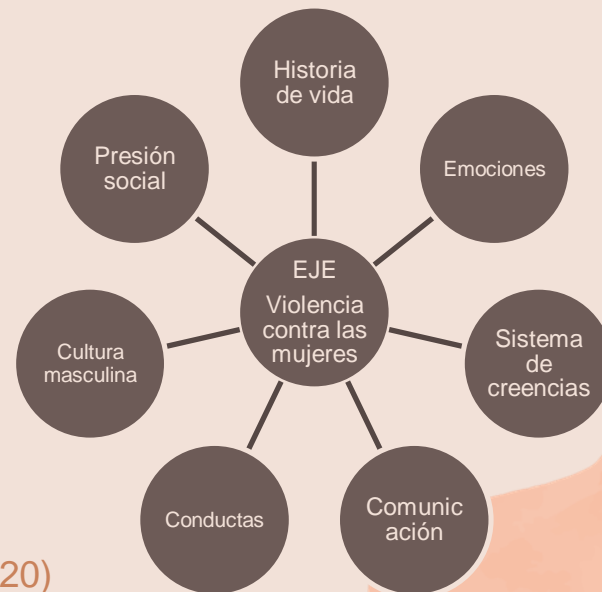 Historia
de vida
Presión
social
Emociones
EJE
Violencia
contra las
mujeres
Cultura
masculina
Sistema
de
creencias
Conductas
Comunic
ación
20)